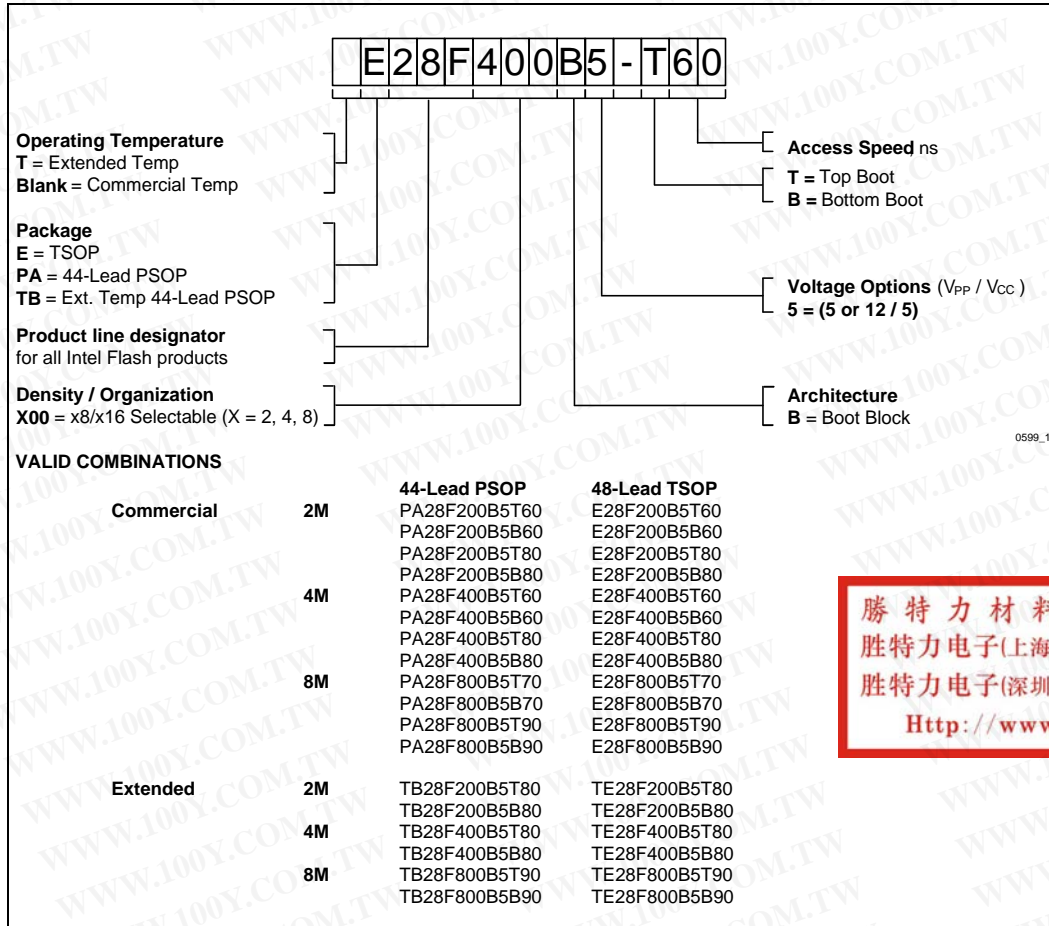 E28F400B5-T60
Operating Temperature
T = Extended Temp
Blank = Commercial Temp
Package
E = TSOP
PA = 44-Lead PSOP
TB = Ext. Temp 44-Lead PSOP
Product line designator
for all Intel Flash products
Density / Organization
X00 = x8/x16 Selectable (X = 2, 4, 8)
Access Speed ns
T = Top Boot
B = Bottom Boot
Voltage Options (VPP / VCC )
5 = (5 or 12 / 5)
Architecture
B = Boot Block
0599_1
VALID COMBINATIONS
44-Lead PSOP 48-Lead TSOP
Commercial 2M PA28F200B5T60 E28F200B5T60
PA28F200B5B60 E28F200B5B60
PA28F200B5T80 E28F200B5T80
PA28F200B5B80 E28F200B5B80
4M PA28F400B5T60 E28F400B5T60
PA28F400B5B60 E28F400B5B60
PA28F400B5T80 E28F400B5T80
PA28F400B5B80 E28F400B5B80
8M PA28F800B5T70 E28F800B5T70
PA28F800B5B70 E28F800B5B70
PA28F800B5T90 E28F800B5T90
PA28F800B5B90 E28F800B5B90
Extended 2M TB28F200B5T80 TE28F200B5T80
TB28F200B5B80 TE28F200B5B80
4M TB28F400B5T80 TE28F400B5T80
TB28F400B5B80 TE28F400B5B80
8M TB28F800B5T90 TE28F800B5T90
TB28F800B5B90 TE28F800B5B90
勝特力材料
胜特力电子(上海
胜特力电子(深圳
Http://www
WWW.100Y.COM.TW